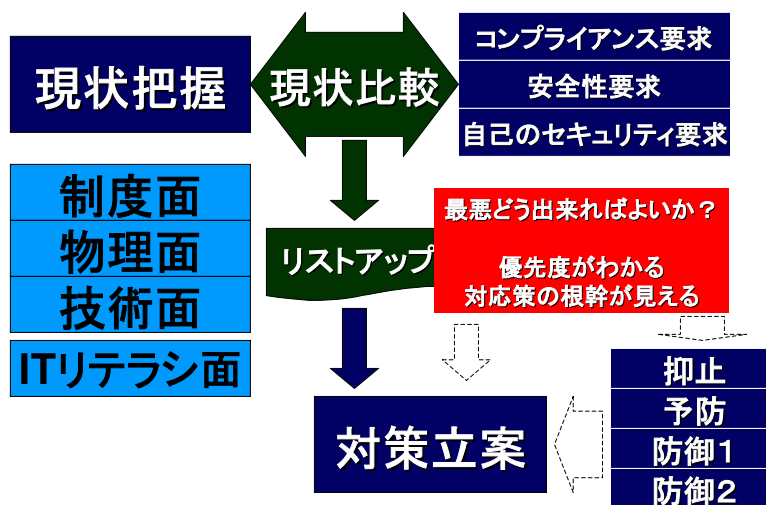 現状把握
現状比較
コンプライアンス要求
安全性要求
自己のセキュリティ要求
制度面
物理面
技術面
ITリテラシ面
リストアップ
最悪どう出来ればよいか？
優先度がわかる
対応策の根幹が見える
対策立案
抑止
予防
防御１
防御２